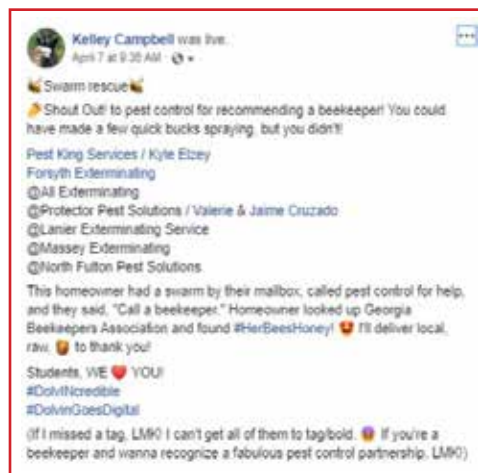 Kelley Campbell was live.
April 7 at 9:36 AM ·
Swarm rescue
Shout Out! to pest control for recommending a beekeeper! You could
have made a few quick bucks spraying, but you didn't!
Pest King Services / Kyle Elzey
Forsyth Exterminating
@All Exterminating
@Protector Pest Solutions / Valerie & Jaime Cruzado
@Lanier Exterminating Service
@Massey Exterminating
@North Fulton Pest Solutions
This homeowner had a swarm by their mailbox, called pest control for help,
and they said, "Call a beekeeper." Homeowner looked up Georgia
Beekeepers Association and found #HerBeesHoney! I'll deliver local,
raw, to thank you!
Students, WE ❤ YOU!
#DolvINcredible
#DolvinGoesDigital
(If I missed a tag, LMK! I can't get all of them to tag/bold. If you're a
beekeeper and wanna recognize a fabulous pest control partnership, LMK!)